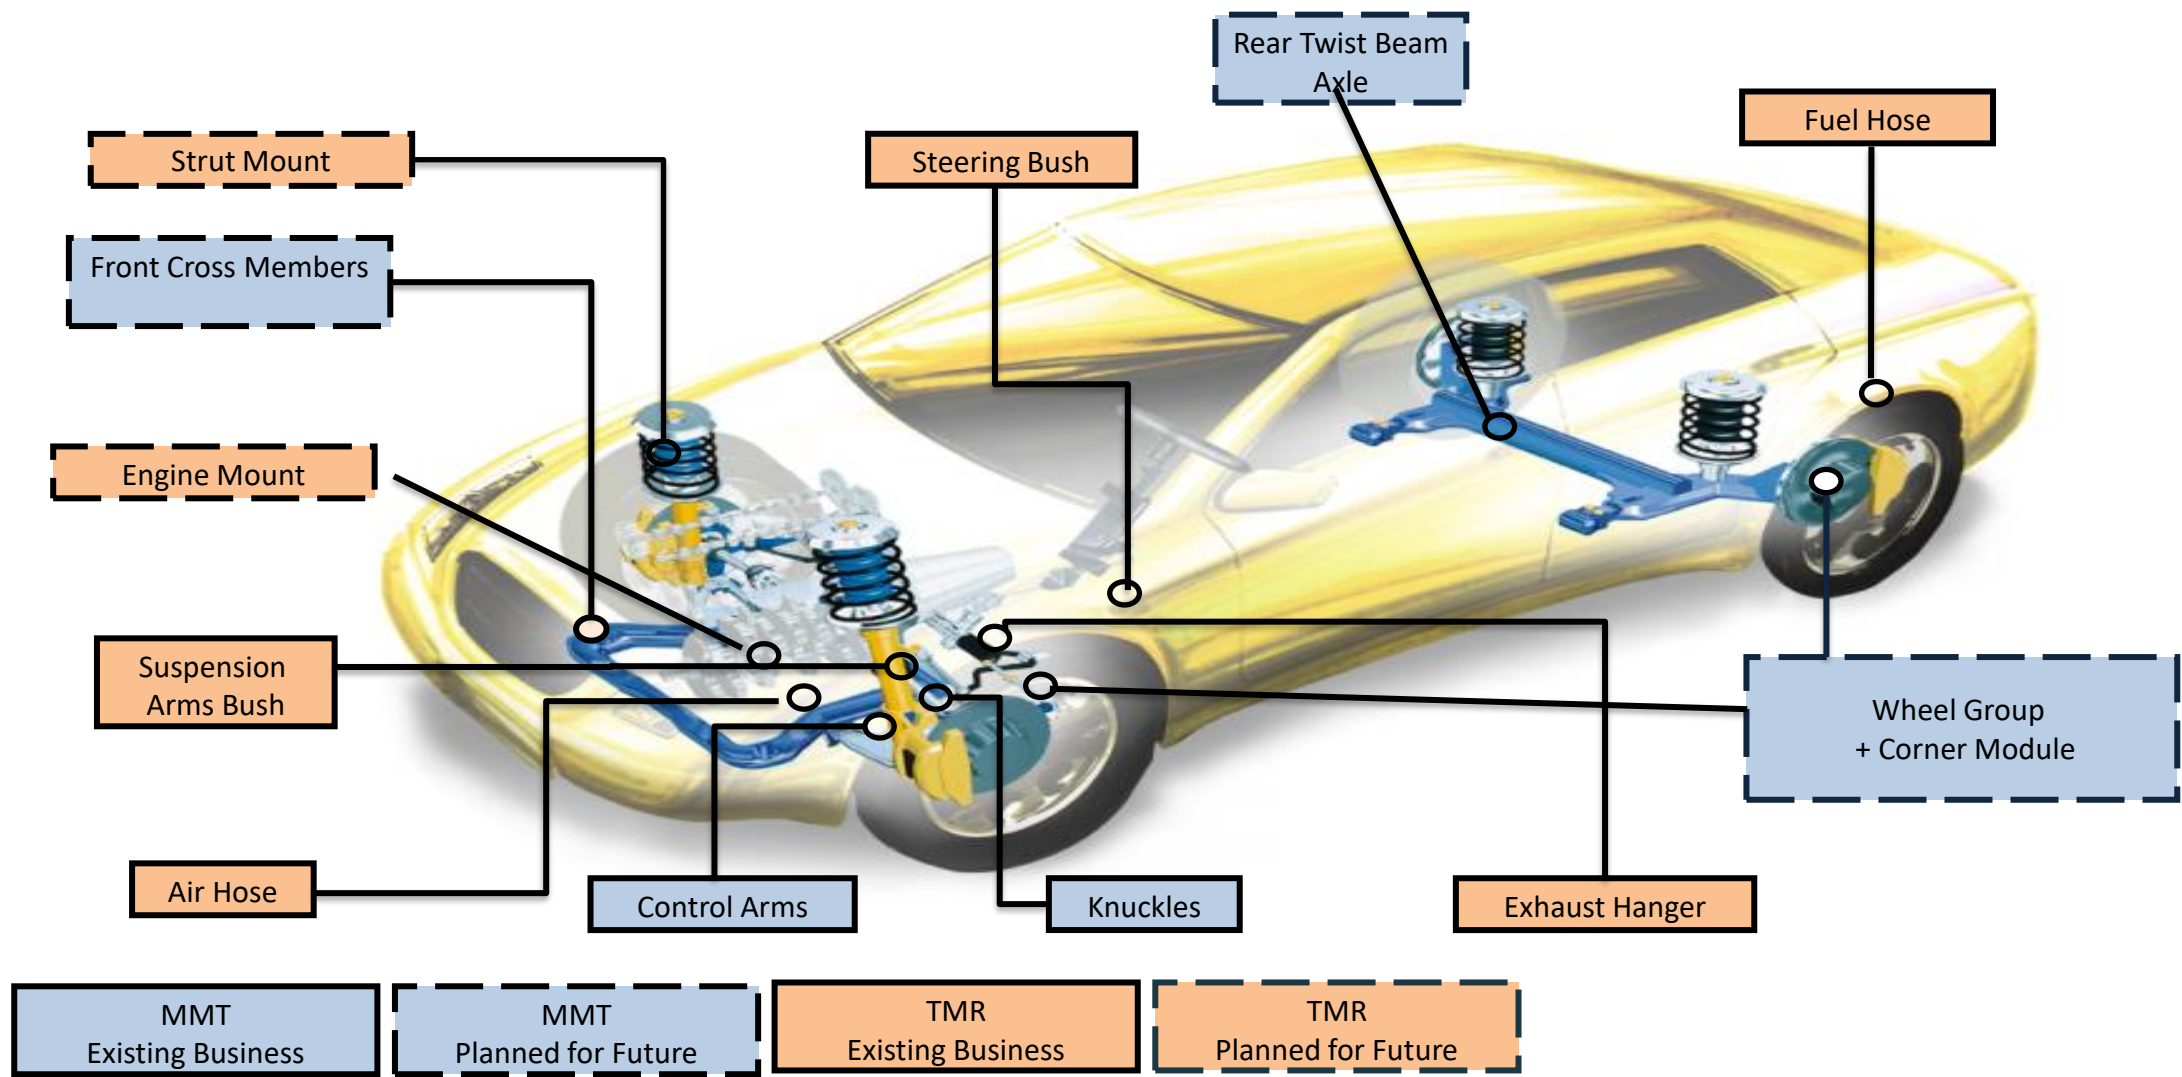 Rear Twist Beam
Axle
Fuel Hose
Strut Mount
Steering Bush
Front Cross Members
Engine Mount
Suspension
Arms Bush
Wheel Group
+ Corner Module
Air Hose
Control Arms
Knuckles
Exhaust Hanger
MMT
Existing Business
MMT
Planned for Future
TMR
Existing Business
TMR
Planned for Future